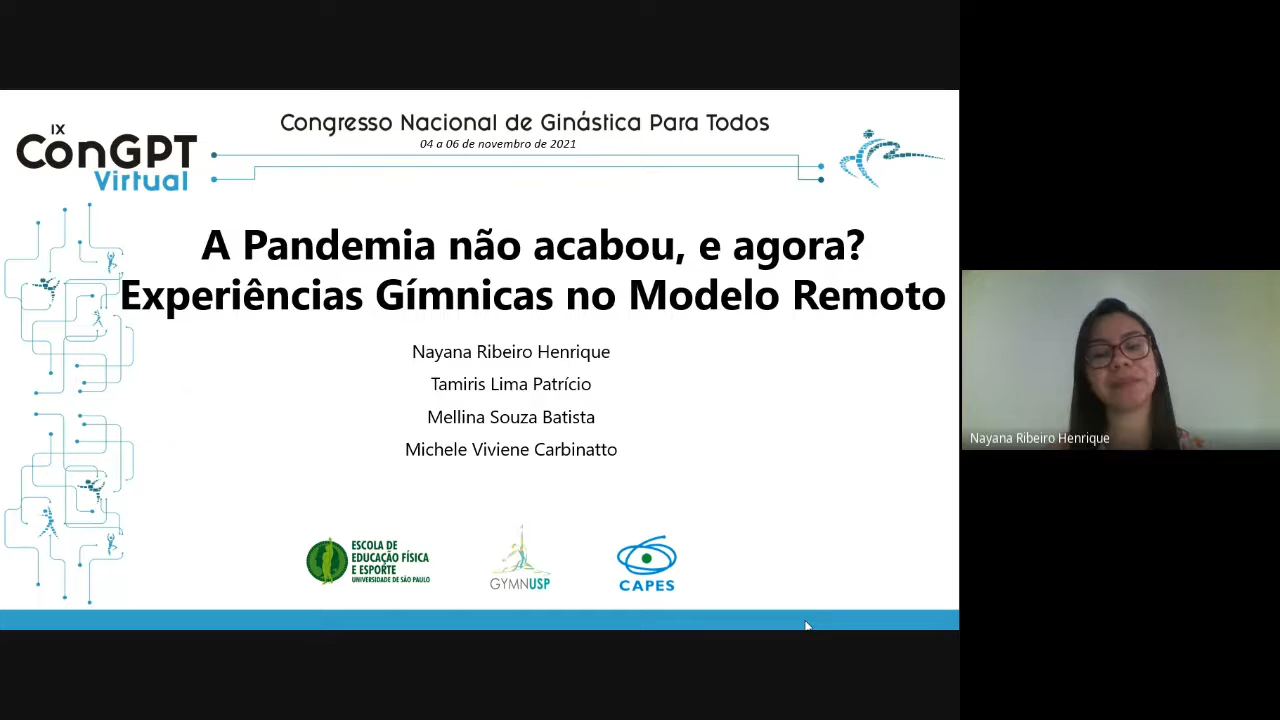 IX
ConGPT
Virtual
Congresso Nacional de Ginástica Para Todos
04 a 06 de novembro de 2021
A Pandemia não acabou, e agora?
Experiências Gímnicas no Modelo Remoto
Nayana Ribeiro Henrique
Tamiris Lima Patrício
Mellina Souza Batista
Michele Viviene Carbinatto
ESCOLA DE
EDUCAÇÃO FÍSICA
E ESPORTE
UNIVERSIDADE DE SÃO PAULO
GYMNUSP
CAPES
Nayana Ribeiro Henrique